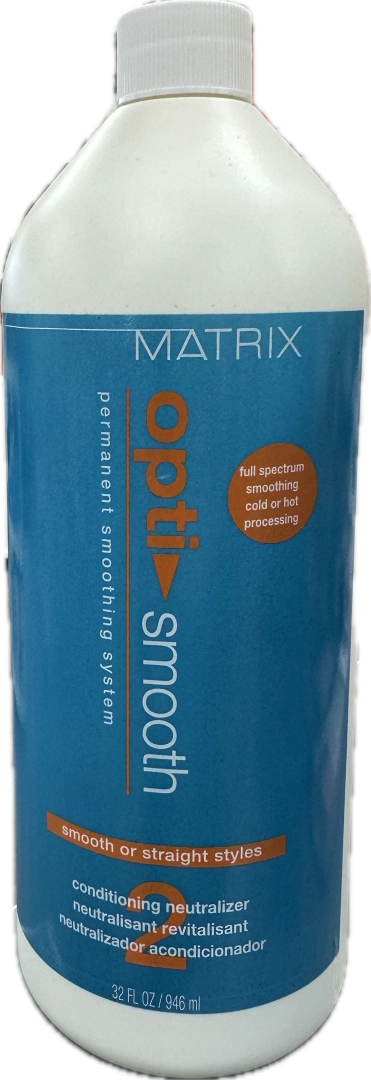 MATRIX
opti smooth
permanent smoothing system
full spectrum
smoothing
cold or hot
processing
smooth or straight styles
2
conditioning neutralizer
neutralisant revitalisant
neutralizador acondicionador
32 FL OZ / 946 ml